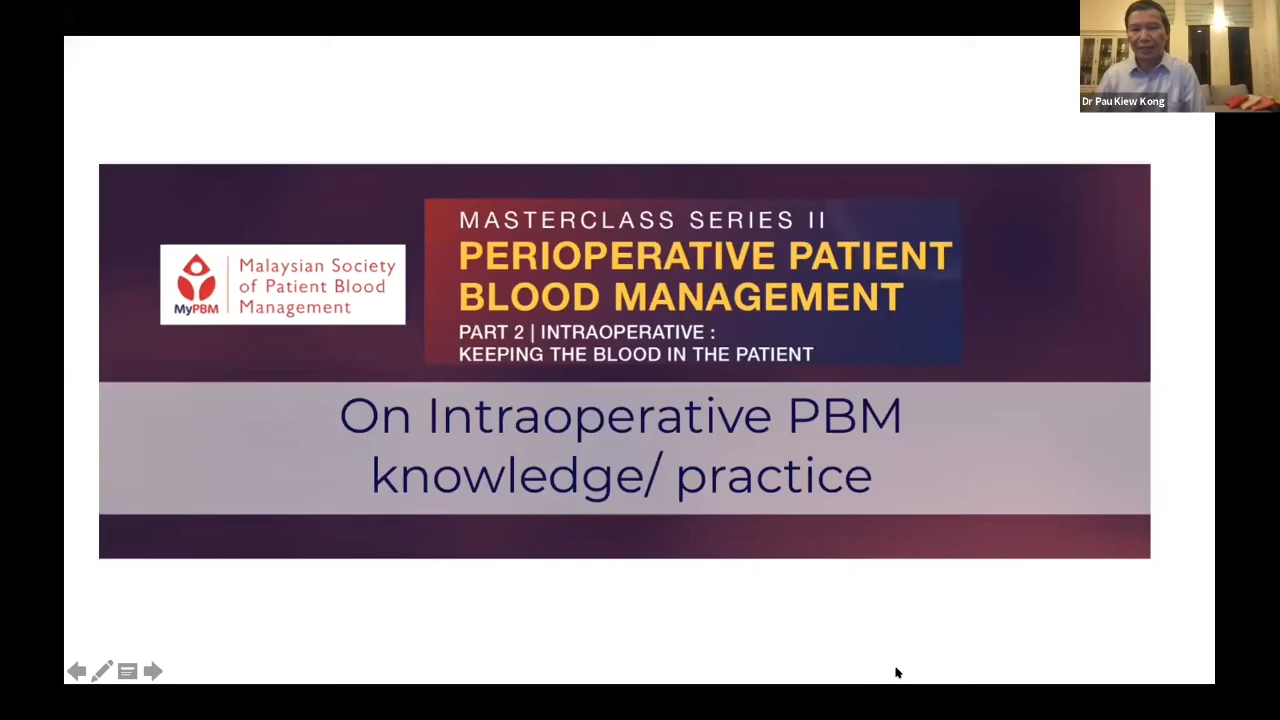 Dr Pau Kiew Kong
MASTERCLASS SERIES II
PERIOPERATIVE PATIENT
BLOOD MANAGEMENT
PART 2 | INTRAOPERATIVE :
KEEPING THE BLOOD IN THE PATIENT
Malaysian Society
of Patient Blood
Management
MyPBM
On Intraoperative PBM
knowledge/ practice